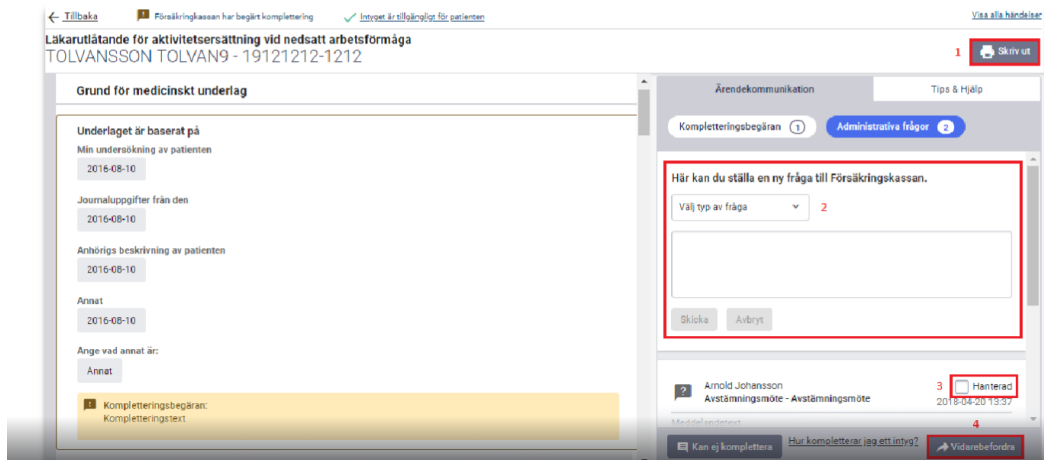 Tillbaka
Försäkringkassan har begärt komplettering
Intyget är tillgängligt för patienten
Visa alla händelser
Läkarutlåtande för aktivitetsersättning vid nedsatt arbetsförmåga
TOLVANSSON TOLVAN9 - 19121212-1212
1
Skriv ut
Grund för medicinskt underlag
Ärendekommunikation
Tips & Hjälp
Kompletteringsbegäran 1
Administrativa frågor 2
Underlaget är baserat på
Min undersökning av patienten
2016-08-10
Journaluppgifter från den
2016-08-10
Anhörigs beskrivning av patienten
2016-08-10
Annat
2016-08-10
Ange vad annat är:
Annat
Kompletteringsbegäran:
Kompletteringstext
Här kan du ställa en ny fråga till Försäkringskassan.
Välj typ av fråga
2
Skicka
Avbryt
Arnold Johansson
3
Hanterad
Avstämningsmöte - Avstämningsmöte
2018-04-20 13:37
Meddelandetext
4
Kan ej komplettera
Hur kompletterar jag ett intyg?
Vidarebefordra